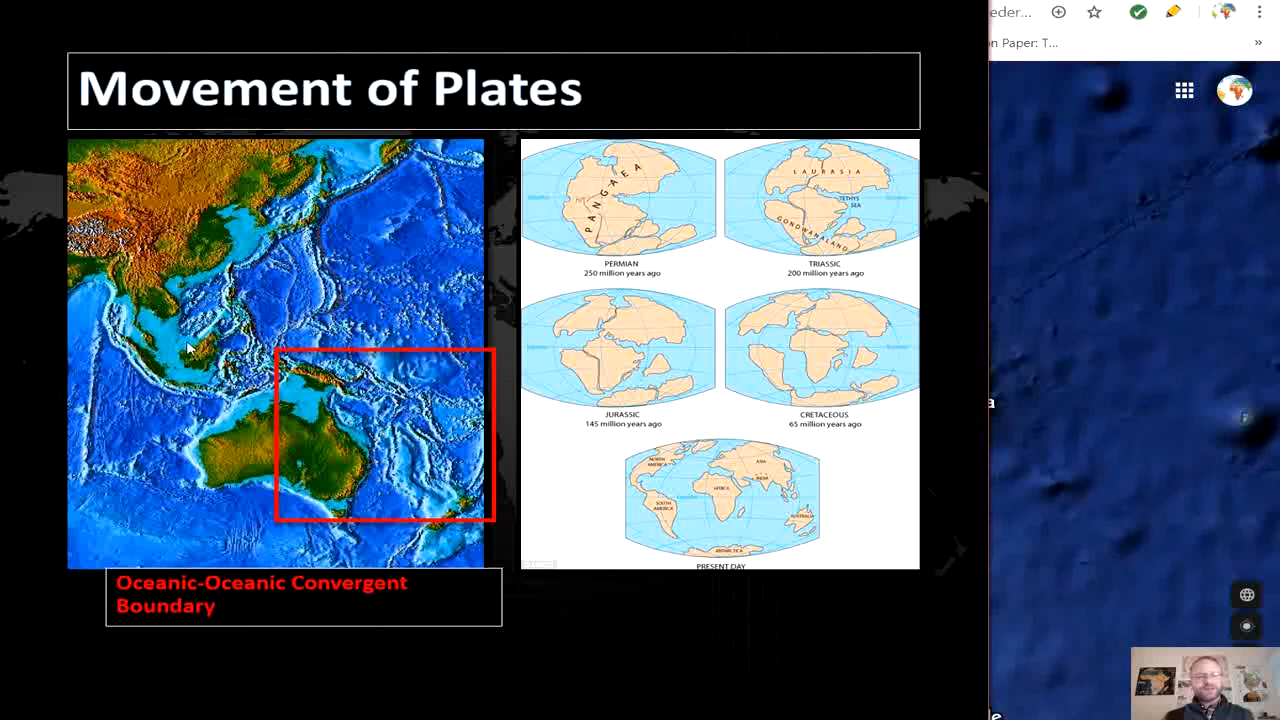 eder...
n Paper: T...
Movement of Plates
PANGAEA
PERMIAN
250 million years ago
LAURASIA
TETHYS
SEA
GONDWANALAND
TRIASSIC
200 million years ago
JURASSIC
145 million years ago
CRETACEOUS
65 million years ago
NORTH
AMERICA
ASIA
INDIA
AFRICA
SOUTH
AMERICA
AUSTRALIA
ANTARCTICA
PRESENT DAY
Oceanic-Oceanic Convergent
Boundary
a
le